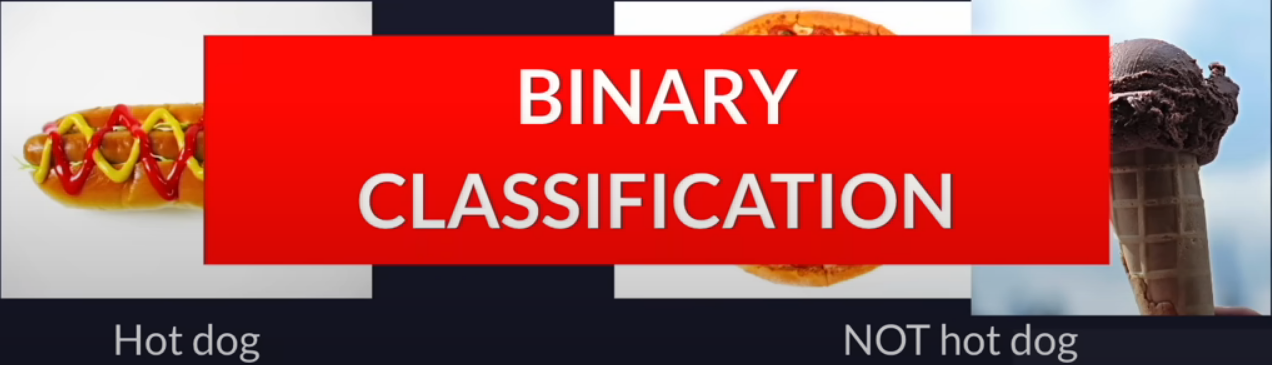 BINARY
CLASSIFICATION
Hot dog
NOT hot dog